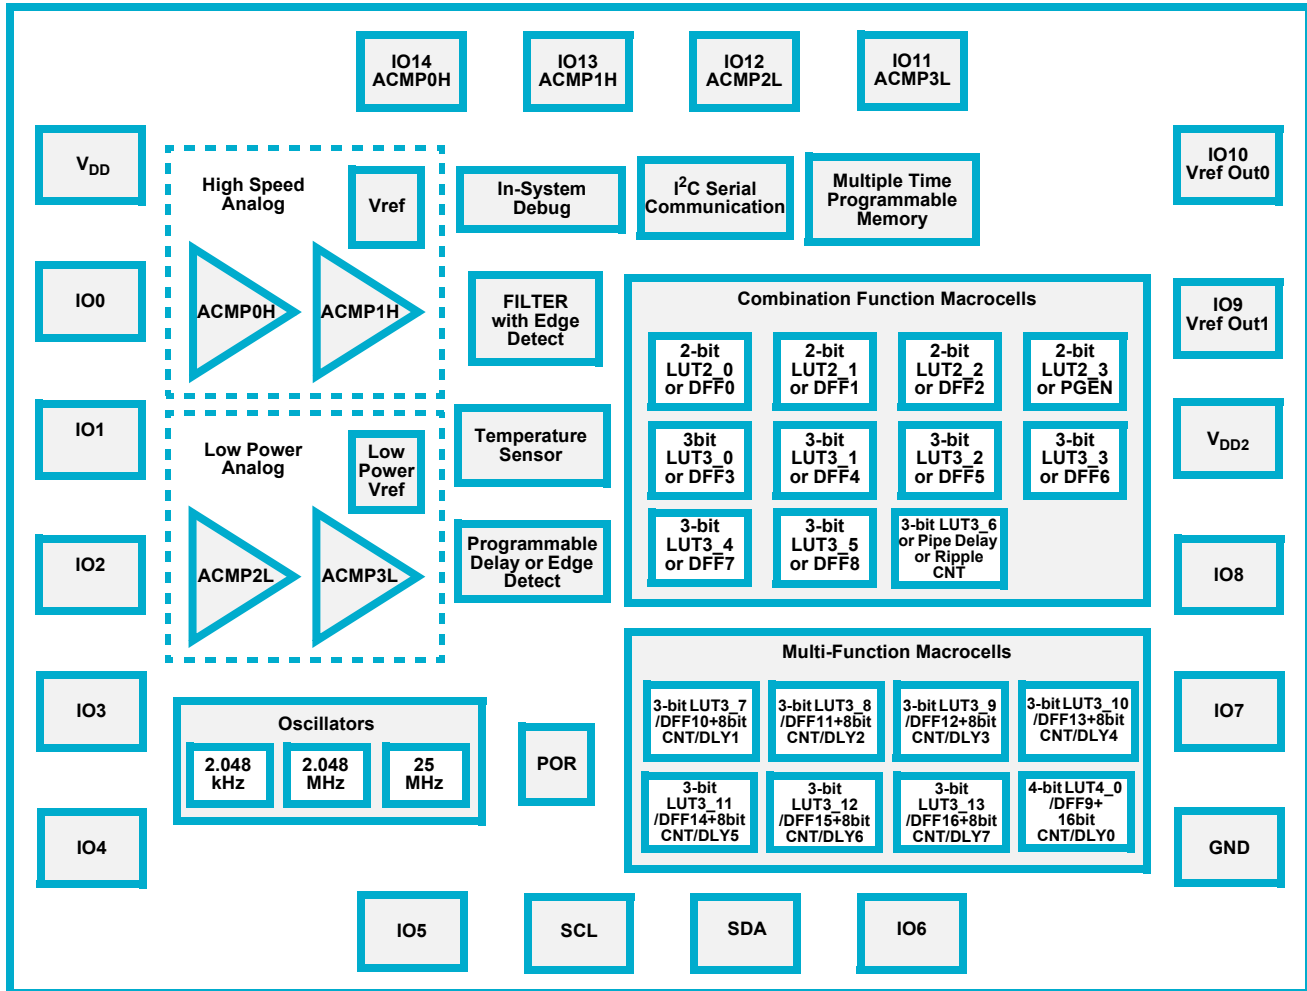 IO14
ACMP0H
IO13
ACMP1H
IO12
ACMP2L
IO11
ACMP3L
VDD
IO0
IO1
IO2
IO3
IO4
High Speed
Analog
Vref
ACMP0H
ACMP1H
Low Power
Analog
Low
Power
Vref
ACMP2L
ACMP3L
In-System
Debug
I2C Serial
Communication
Multiple Time
Programmable
Memory
FILTER
with Edge
Detect
Temperature
Sensor
Programmable
Delay or Edge
Detect
Combination Function Macrocells
2-bit
LUT2_0
or DFF0
2-bit
LUT2_1
or DFF1
2-bit
LUT2_2
or DFF2
2-bit
LUT2_3
or PGEN
3bit
LUT3_0
or DFF3
3-bit
LUT3_1
or DFF4
3-bit
LUT3_2
or DFF5
3-bit
LUT3_3
or DFF6
3-bit
LUT3_4
or DFF7
3-bit
LUT3_5
or DFF8
3-bit LUT3_6
or Pipe Delay
or Ripple
CNT
Multi-Function Macrocells
3-bit LUT3_7
/DFF10+8bit
CNT/DLY1
3-bit LUT3_8
/DFF11+8bit
CNT/DLY2
3-bit LUT3_9
/DFF12+8bit
CNT/DLY3
3-bit LUT3_10
/DFF13+8bit
CNT/DLY4
3-bit
LUT3_11
/DFF14+8bit
CNT/DLY5
3-bit
LUT3_12
/DFF15+8bit
CNT/DLY6
3-bit
LUT3_13
/DFF16+8bit
CNT/DLY7
4-bit LUT4_0
/DFF9+
16bit
CNT/DLY0
Oscillators
2.048
kHz
2.048
MHz
25
MHz
POR
IO10
Vref Out0
IO9
Vref Out1
VDD2
IO8
IO7
GND
IO5
SCL
SDA
IO6